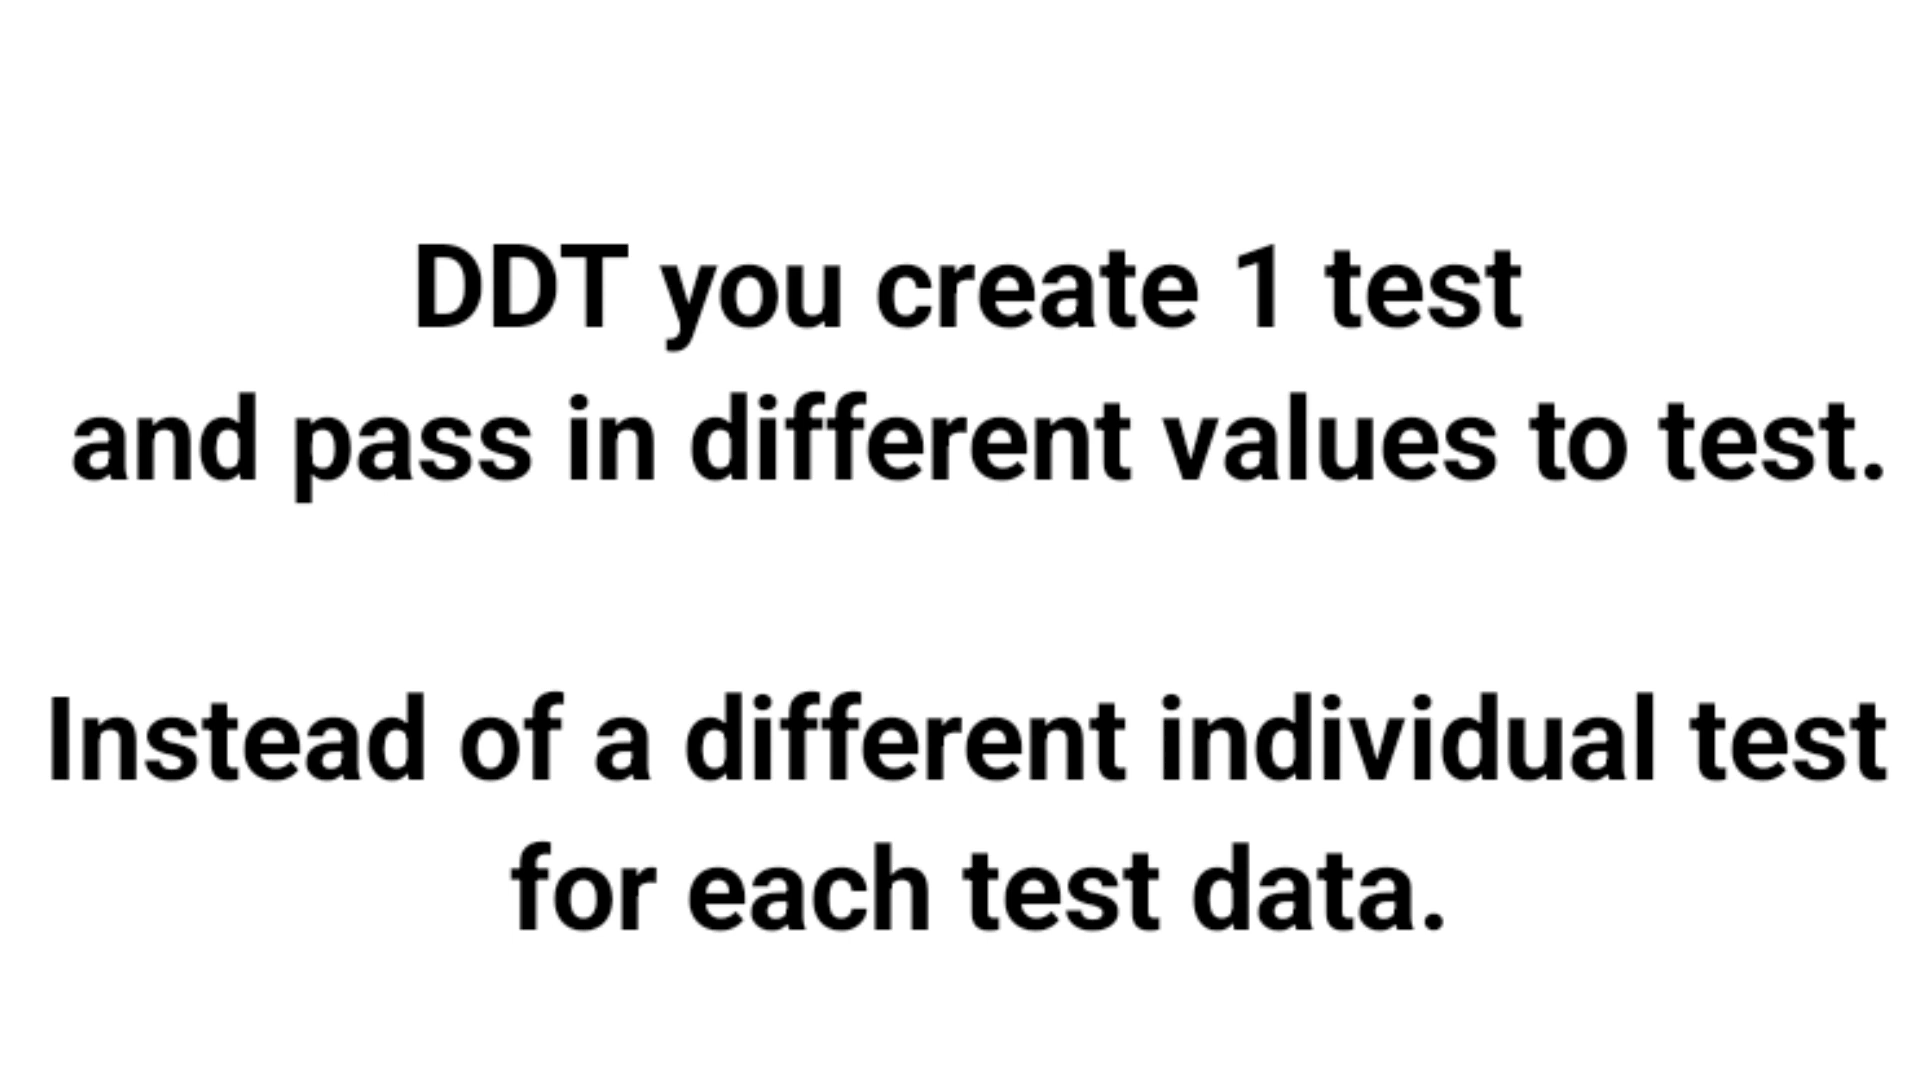 DDT you create 1 test
and pass in different values to test.
Instead of a different individual test
for each test data.